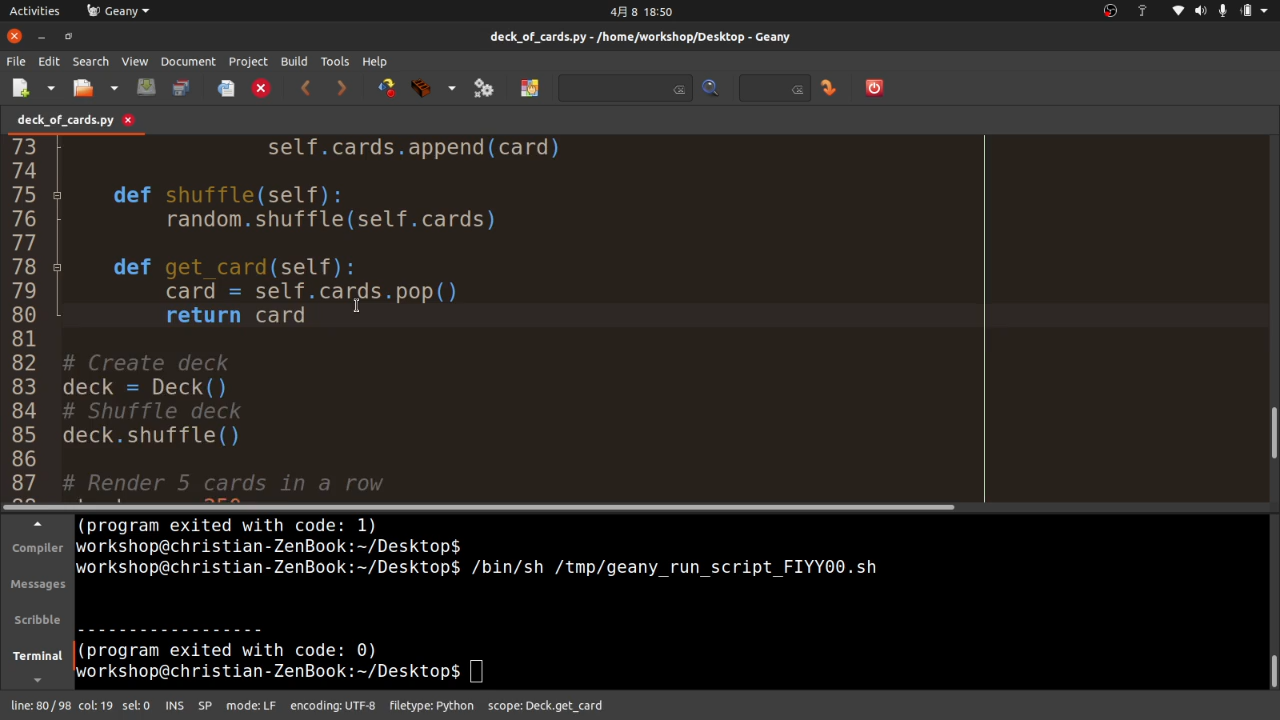 Activities Geany 4月 8 18:50
deck_of_cards.py - /home/workshop/Desktop - Geany
File Edit Search View Document Project Build Tools Help
deck_of_cards.py
73 self.cards.append(card)
74
75 def shuffle(self):
76 random.shuffle(self.cards)
77
78 def get_card(self):
79 card = self.cards.pop()
80 return card
81
82 # Create deck
83 deck = Deck()
84 # Shuffle deck
85 deck.shuffle()
86
87 # Render 5 cards in a row
(program exited with code: 1)
Compiler workshop@christian-ZenBook:~/Desktop$
workshop@christian-ZenBook:~/Desktop$ /bin/sh /tmp/geany_run_script_FIYY00.sh
Messages
Scribble
------------------
Terminal (program exited with code: 0)
workshop@christian-ZenBook:~/Desktop$
line: 80 / 98 col: 19 sel: 0 INS SP mode: LF encoding: UTF-8 filetype: Python scope: Deck.get_card